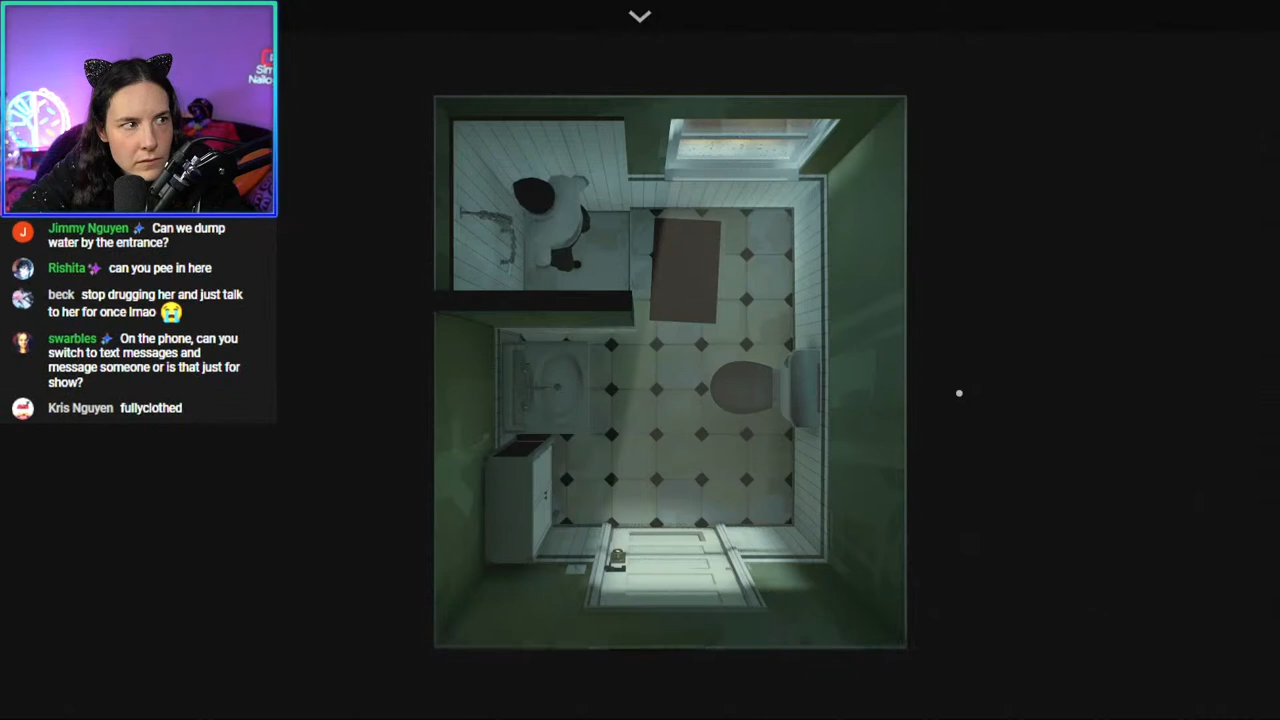 Jimmy Nguyen Can we dump
water by the entrance?
Rishita can you pee in here
beck stop drugging her and just talk
to her for once lmao 😭
swarbles On the phone, can you
switch to text messages and
message someone or is that just for
show?
Kris Nguyen fullyclothed